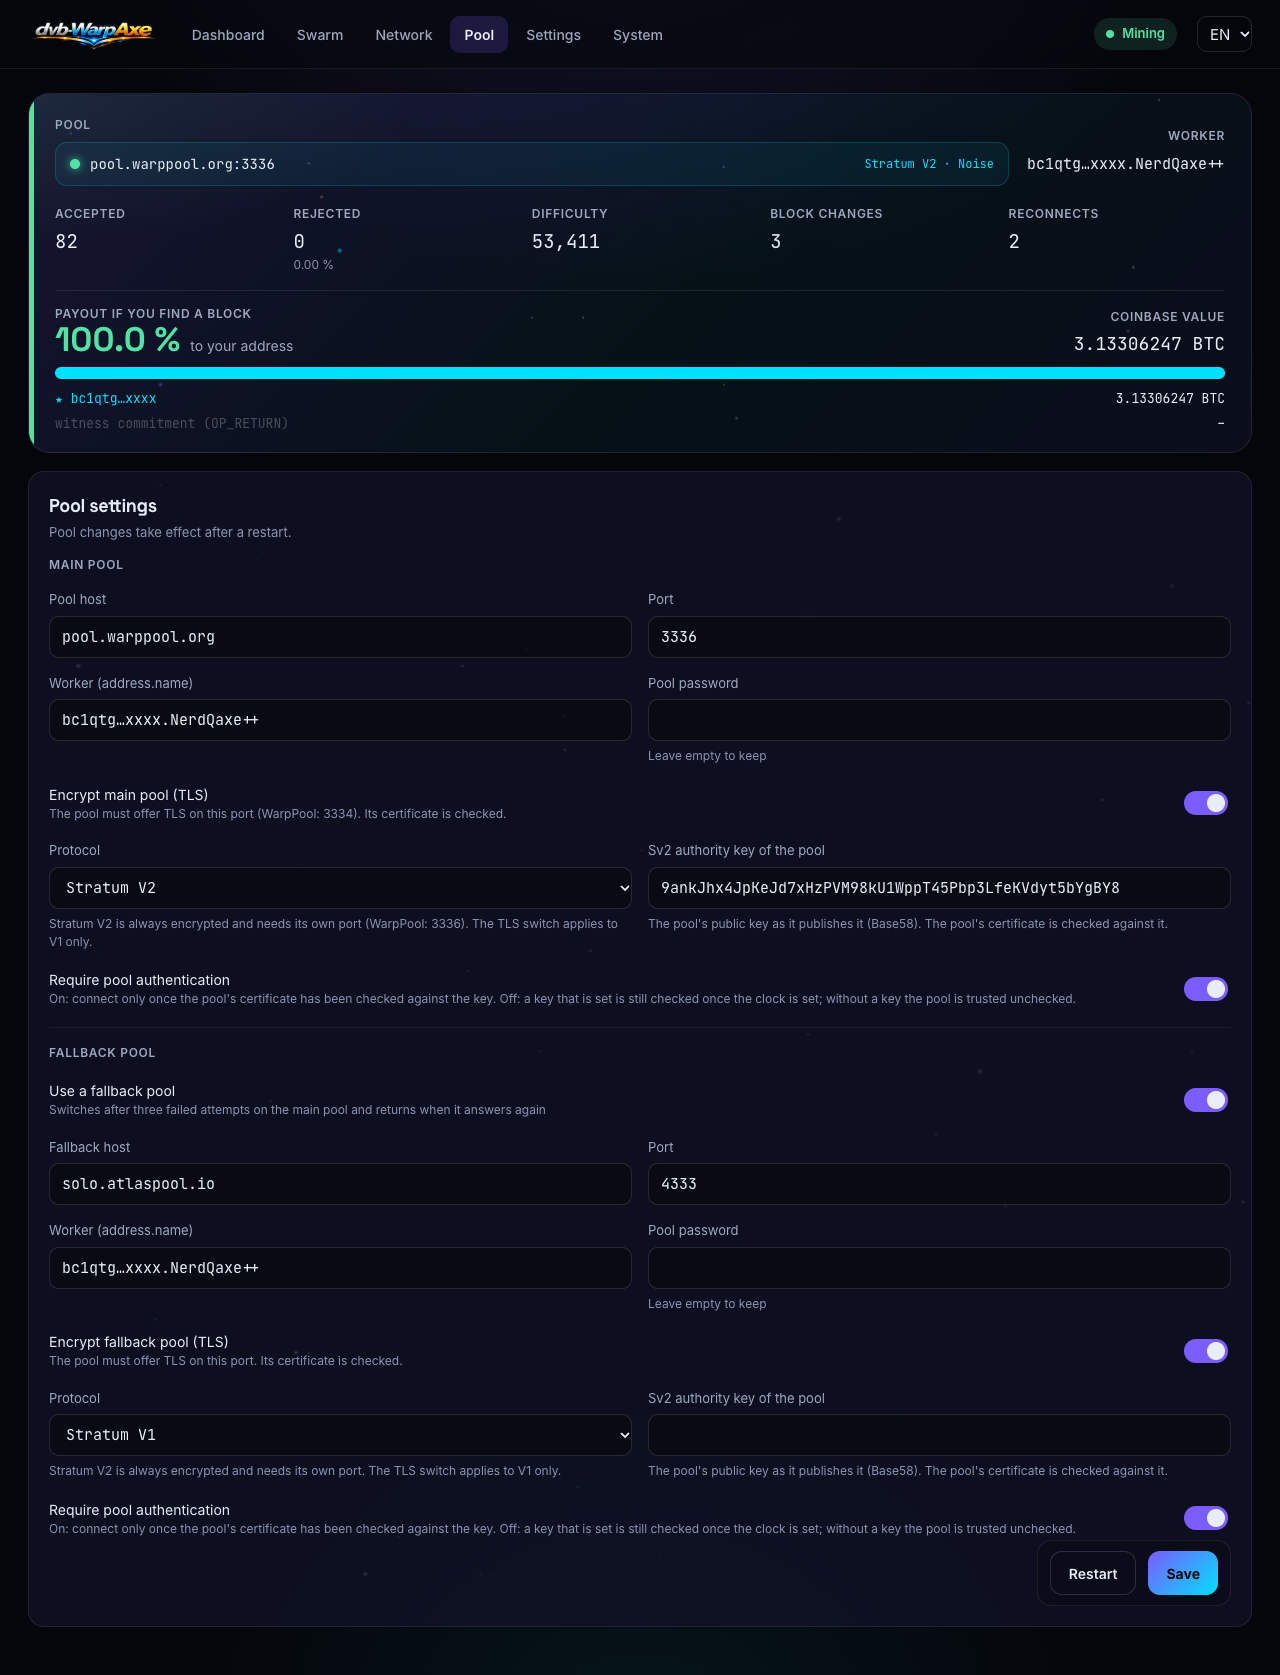 dvb-WarpAxe
Dashboard
Swarm
Network
Pool
Settings
System
Mining
EN
POOL
pool.warppool.org:3336
Stratum V2 · Noise
WORKER
bc1qtg…xxxx.NerdQaxe++
ACCEPTED
82
REJECTED
0
0.00 %
DIFFICULTY
53,411
BLOCK CHANGES
3
RECONNECTS
2
PAYOUT IF YOU FIND A BLOCK
100.0 % to your address
COINBASE VALUE
3.13306247 BTC
★ bc1qtg…xxxx
3.13306247 BTC
witness commitment (OP_RETURN)
–
Pool settings
Pool changes take effect after a restart.
MAIN POOL
Pool host
pool.warppool.org
Port
3336
Worker (address.name)
bc1qtg…xxxx.NerdQaxe++
Pool password
Leave empty to keep
Encrypt main pool (TLS)
The pool must offer TLS on this port (WarpPool: 3334). Its certificate is checked.
Protocol
Stratum V2
Stratum V2 is always encrypted and needs its own port (WarpPool: 3336). The TLS switch applies to
V1 only.
Sv2 authority key of the pool
9ankJhx4JpKeJd7xHzPVM98kU1WppT45Pbp3LfeKVdyt5bYgBY8
The pool's public key as it publishes it (Base58). The pool's certificate is checked against it.
Require pool authentication
On: connect only once the pool's certificate has been checked against the key. Off: a key that is set is still checked once the clock is set; without a key the pool is trusted unchecked.
FALLBACK POOL
Use a fallback pool
Switches after three failed attempts on the main pool and returns when it answers again
Fallback host
solo.atlaspool.io
Port
4333
Worker (address.name)
bc1qtg…xxxx.NerdQaxe++
Pool password
Leave empty to keep
Encrypt fallback pool (TLS)
The pool must offer TLS on this port. Its certificate is checked.
Protocol
Stratum V1
Stratum V2 is always encrypted and needs its own port. The TLS switch applies to V1 only.
Sv2 authority key of the pool
The pool's public key as it publishes it (Base58). The pool's certificate is checked against it.
Require pool authentication
On: connect only once the pool's certificate has been checked against the key. Off: a key that is set is still checked once the clock is set; without a key the pool is trusted unchecked.
Restart
Save